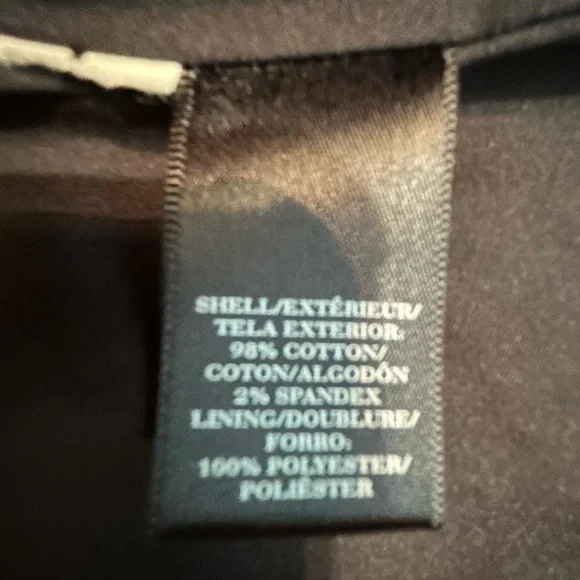 SHELL/EXTÉRIEUR/
TELA EXTERIOR:
98% COTTON/
COTON/ALGODÓN
2% SPANDEX
LINING/DOUBLURE/
FORRO:
100% POLYESTER/
POLIÉSTER